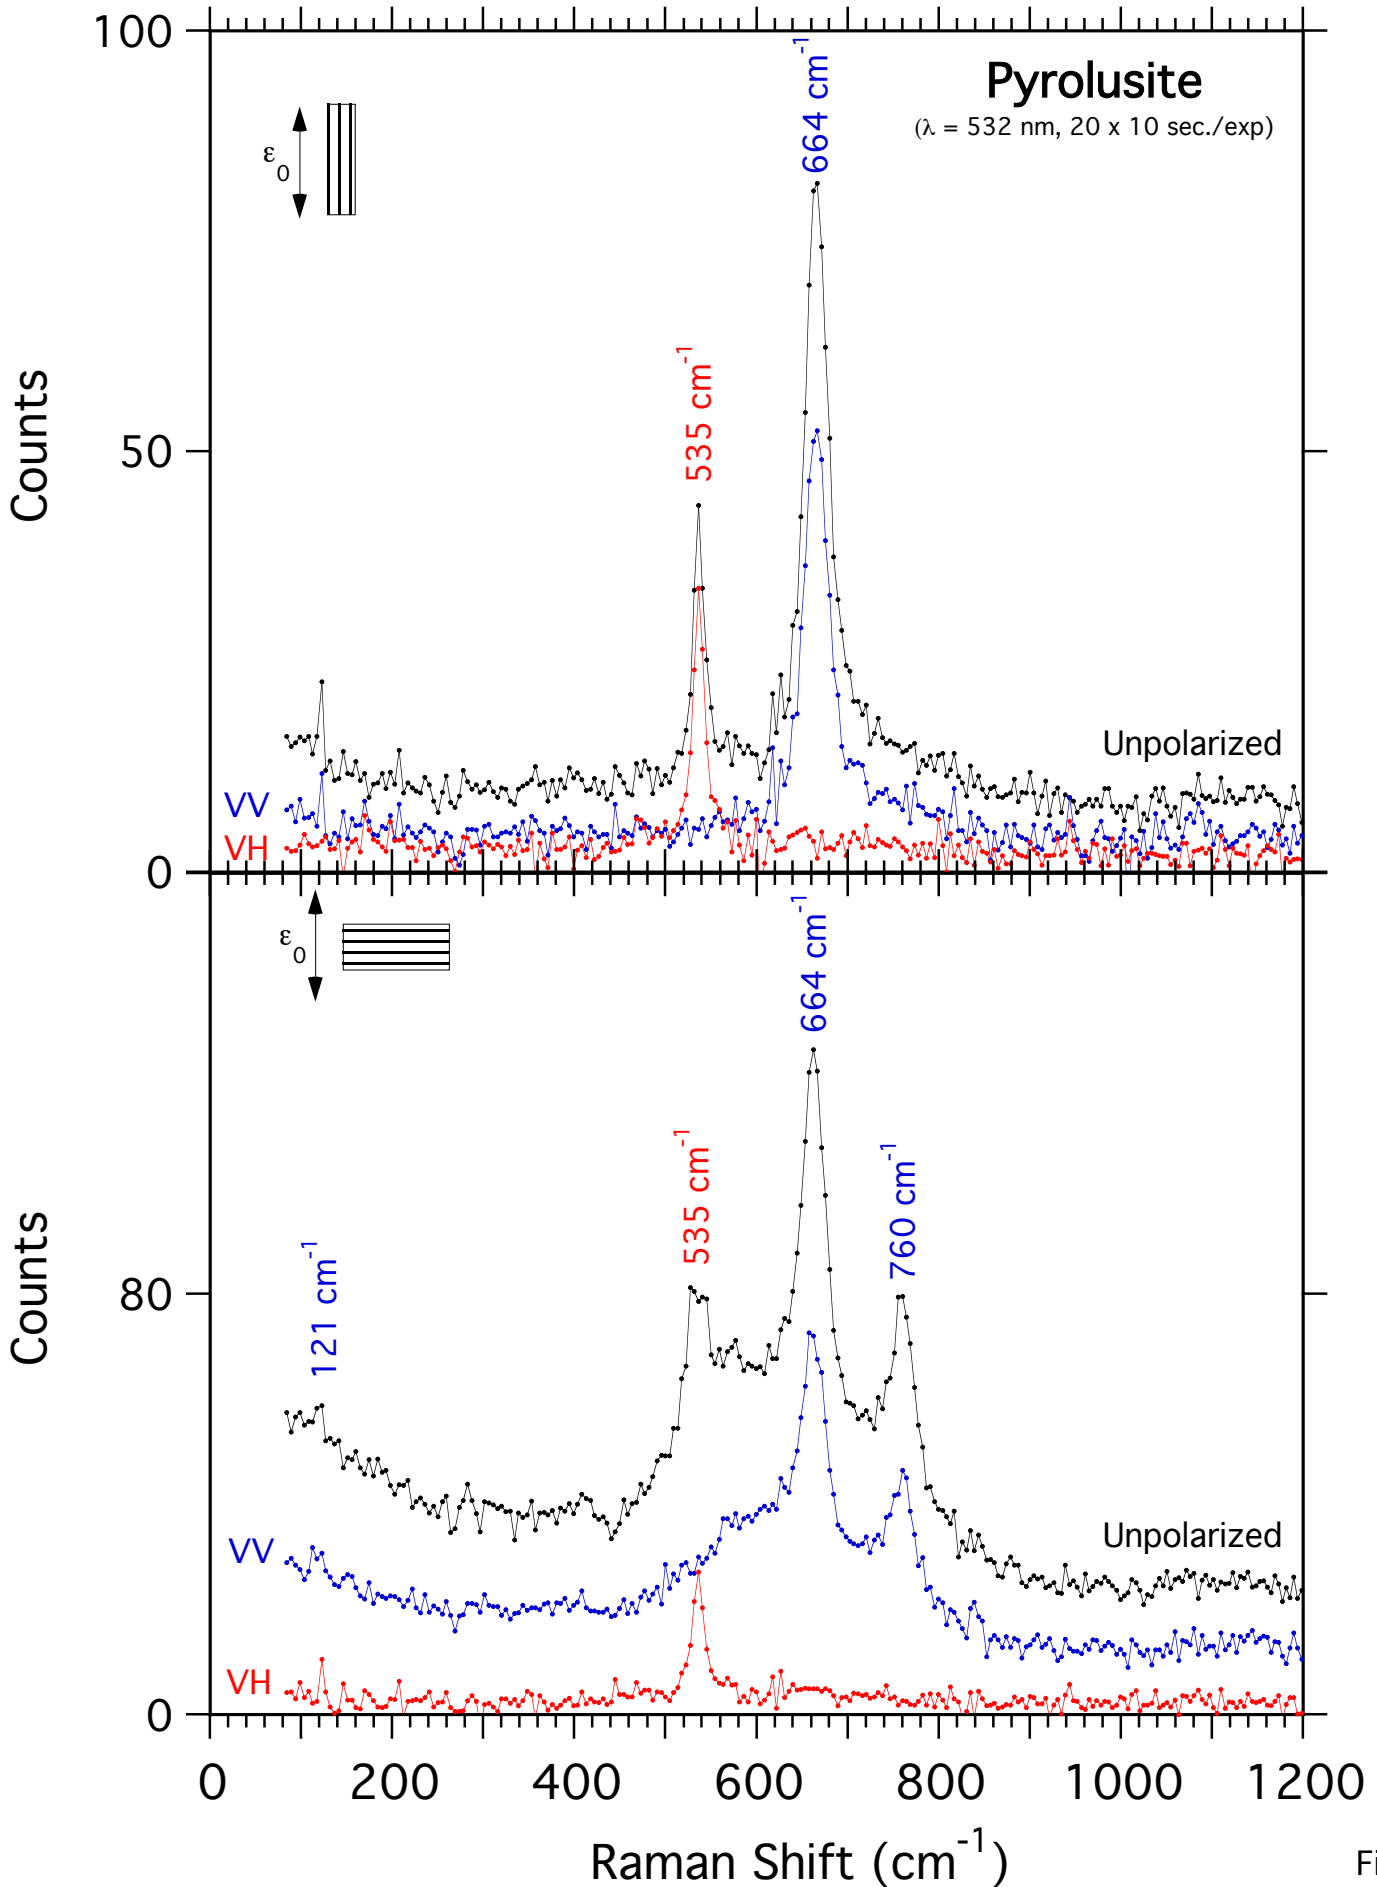 100
50
0
Counts
ε0
664 cm-1
535 cm-1
Pyrolusite
(λ = 532 nm, 20 x 10 sec./exp)
Unpolarized
VV
VH
ε0
664 cm-1
535 cm-1
760 cm-1
121 cm-1
80
0
Counts
Unpolarized
VV
VH
0 200 400 600 800 1000 1200
Raman Shift (cm-1)
Fi